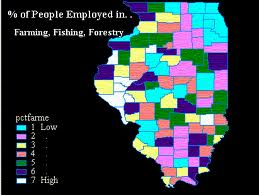 % of People Employed in. .
Farming, Fishing, Forestry
pctfarme
1 Low
2
3
4
5
6
7 High